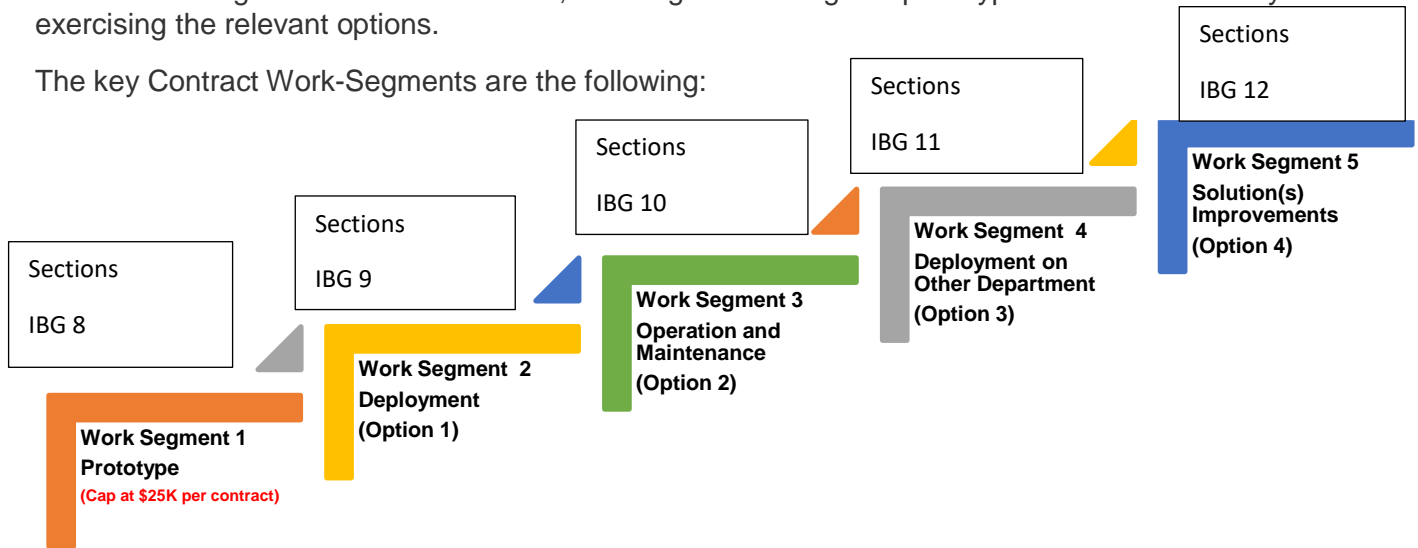 exercising the relevant options.
The key Contract Work-Segments are the following:
Sections
IBG 8
Work Segment 1
Prototype
(Cap at $25K per contract)
Sections
IBG 9
Work Segment 2
Deployment
(Option 1)
Sections
IBG 10
Work Segment 3
Operation and
Maintenance
(Option 2)
Sections
IBG 11
Work Segment 4
Deployment on
Other Department
(Option 3)
Sections
IBG 12
Work Segment 5
Solution(s)
Improvements
(Option 4)